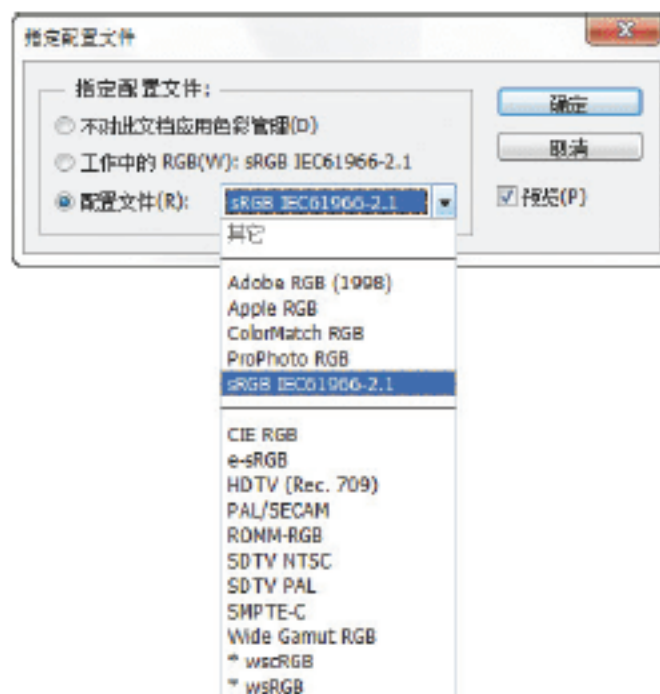 指定配置文件
指定配置文件:
不对此文档应用色彩管理(D)
工作中的 RGB(W): sRGB IEC61966-2.1
配置文件(R): sRGB IEC61966-2.1
确定
取消
预览(P)
其它
Adobe RGB (1998)
Apple RGB
ColorMatch RGB
ProPhoto RGB
sRGB IEC61966-2.1
CIE RGB
e-sRGB
HDTV (Rec. 709)
PAL/SECAM
ROMM-RGB
SDTV NTSC
SDTV PAL
SMPTE-C
Wide Gamut RGB
* wscRGB
* wsRGB